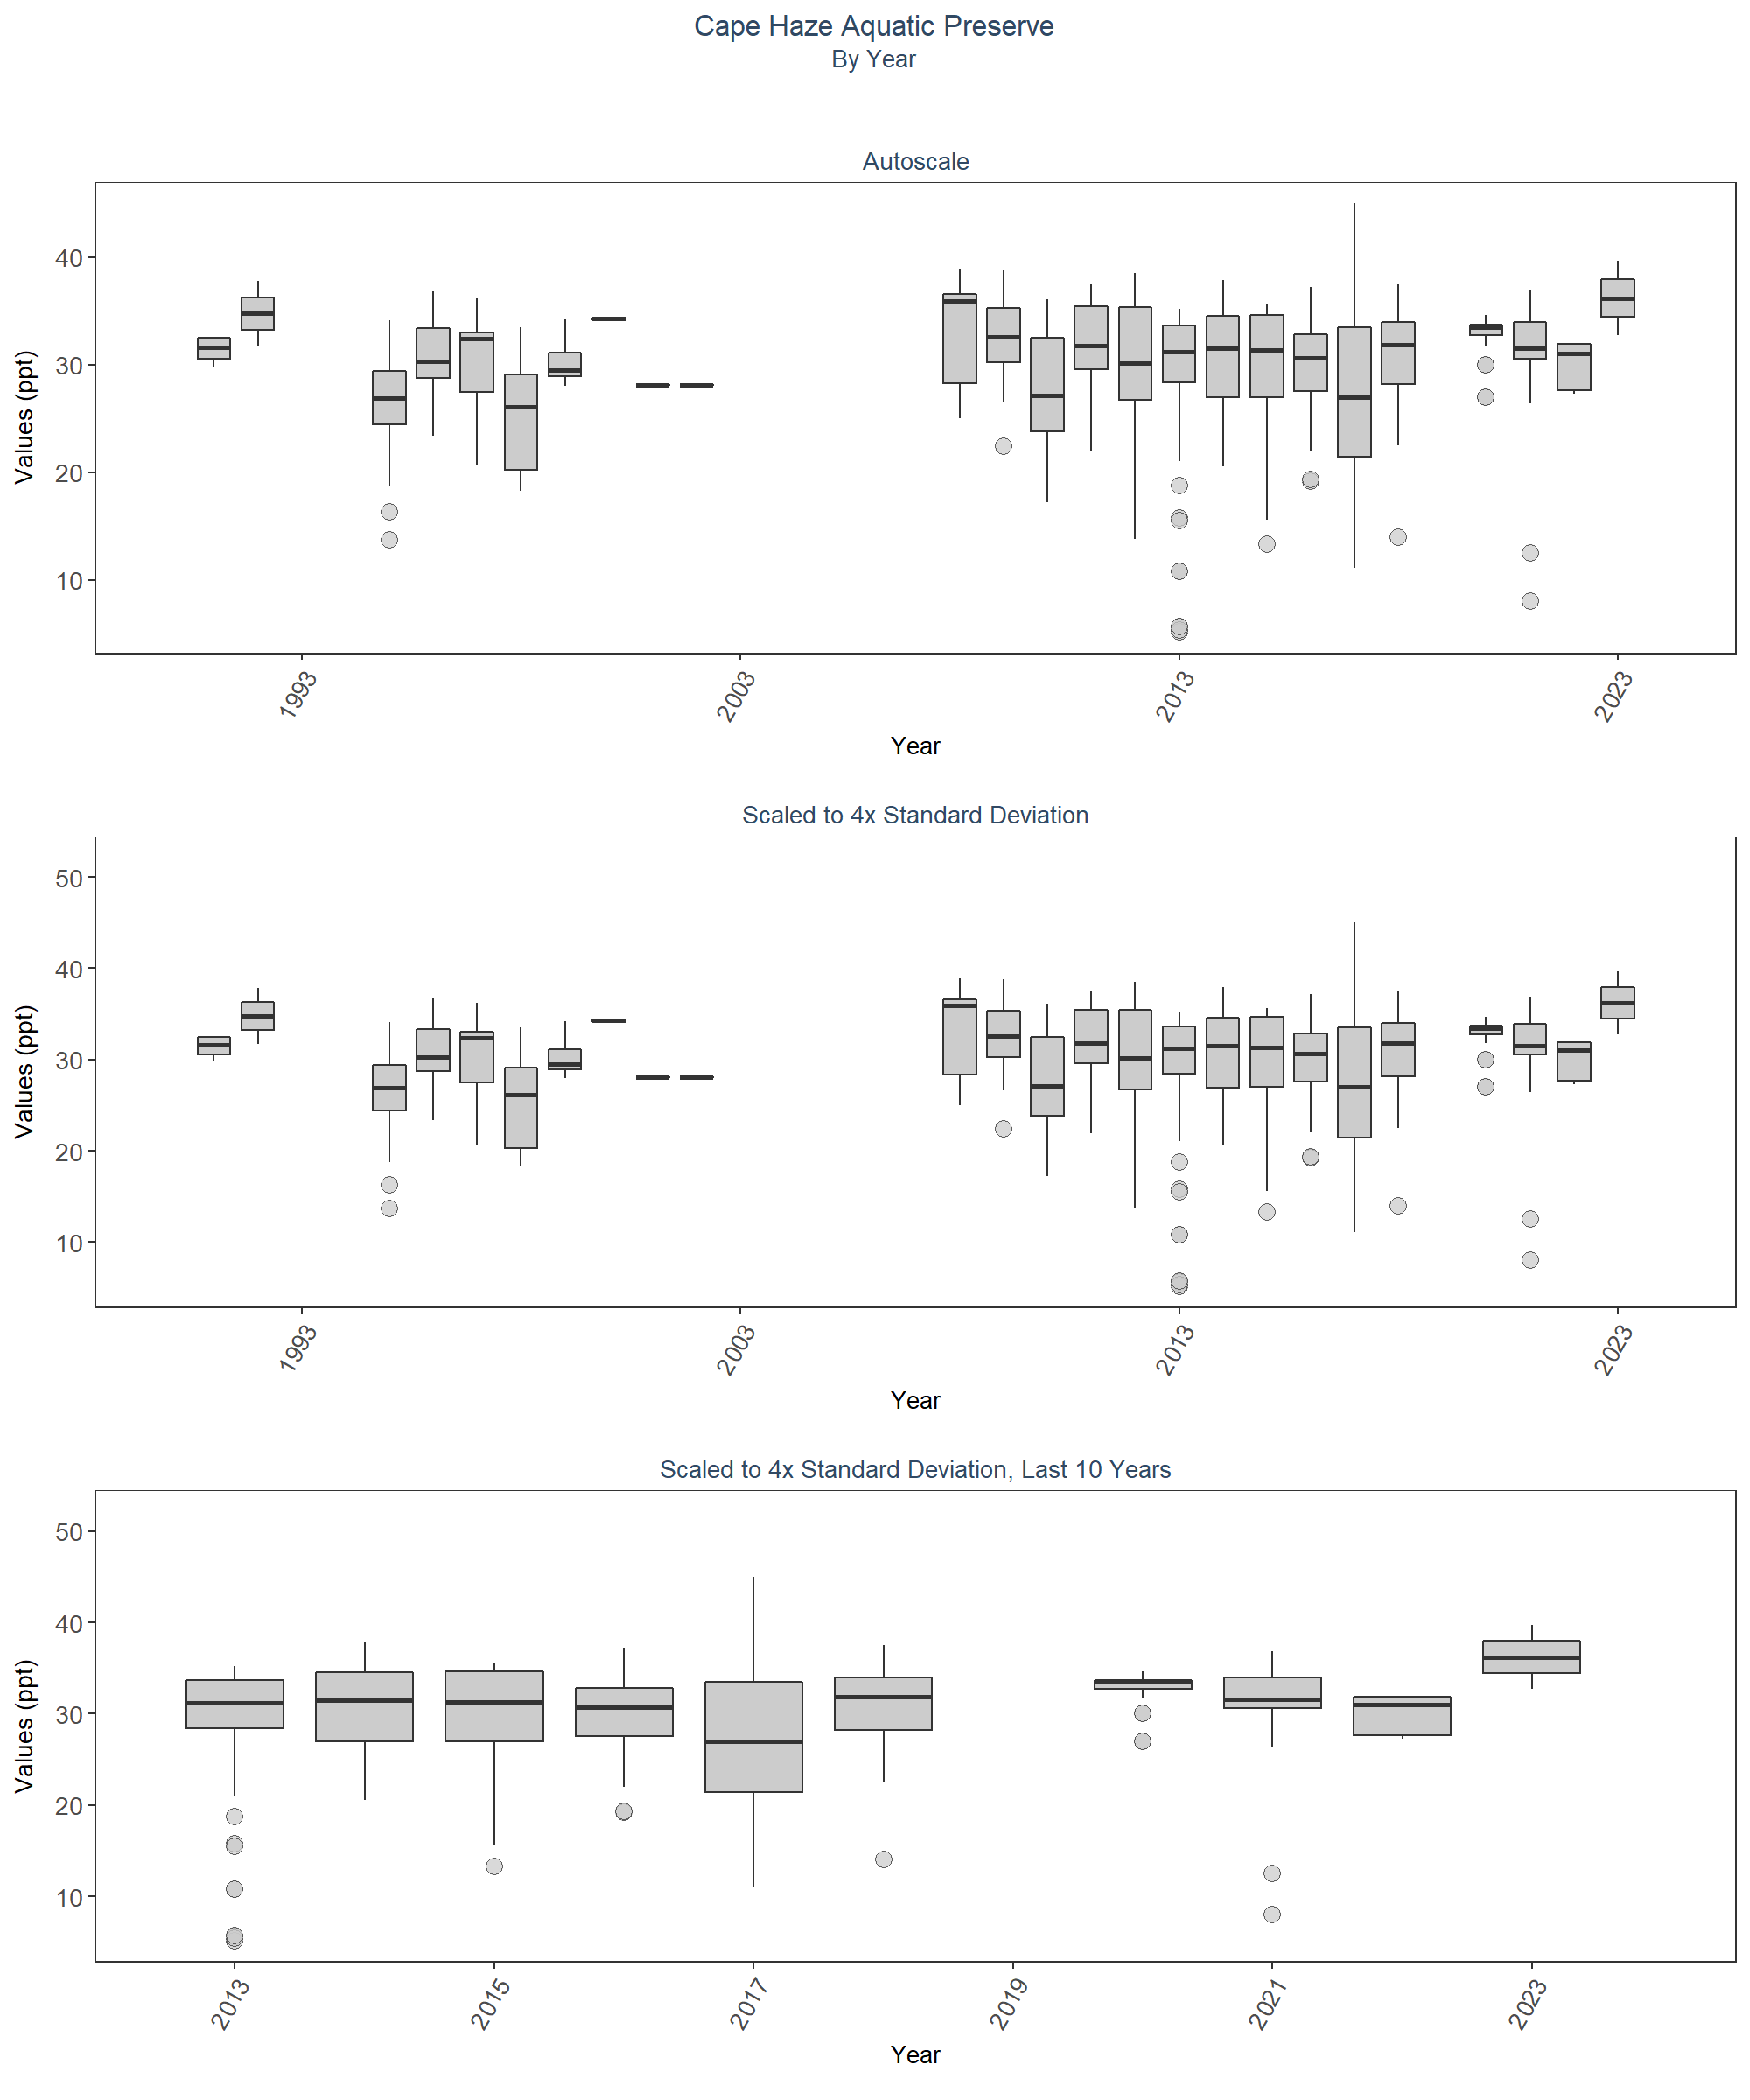 Cape Haze Aquatic Preserve
By Year
Autoscale
Values (ppt)
40
30
20
10
1993
2003
2013
2023
Year
Scaled to 4x Standard Deviation
Values (ppt)
50
40
30
20
10
1993
2003
2013
2023
Year
Scaled to 4x Standard Deviation, Last 10 Years
Values (ppt)
50
40
30
20
10
2013
2015
2017
2019
2021
2023
Year